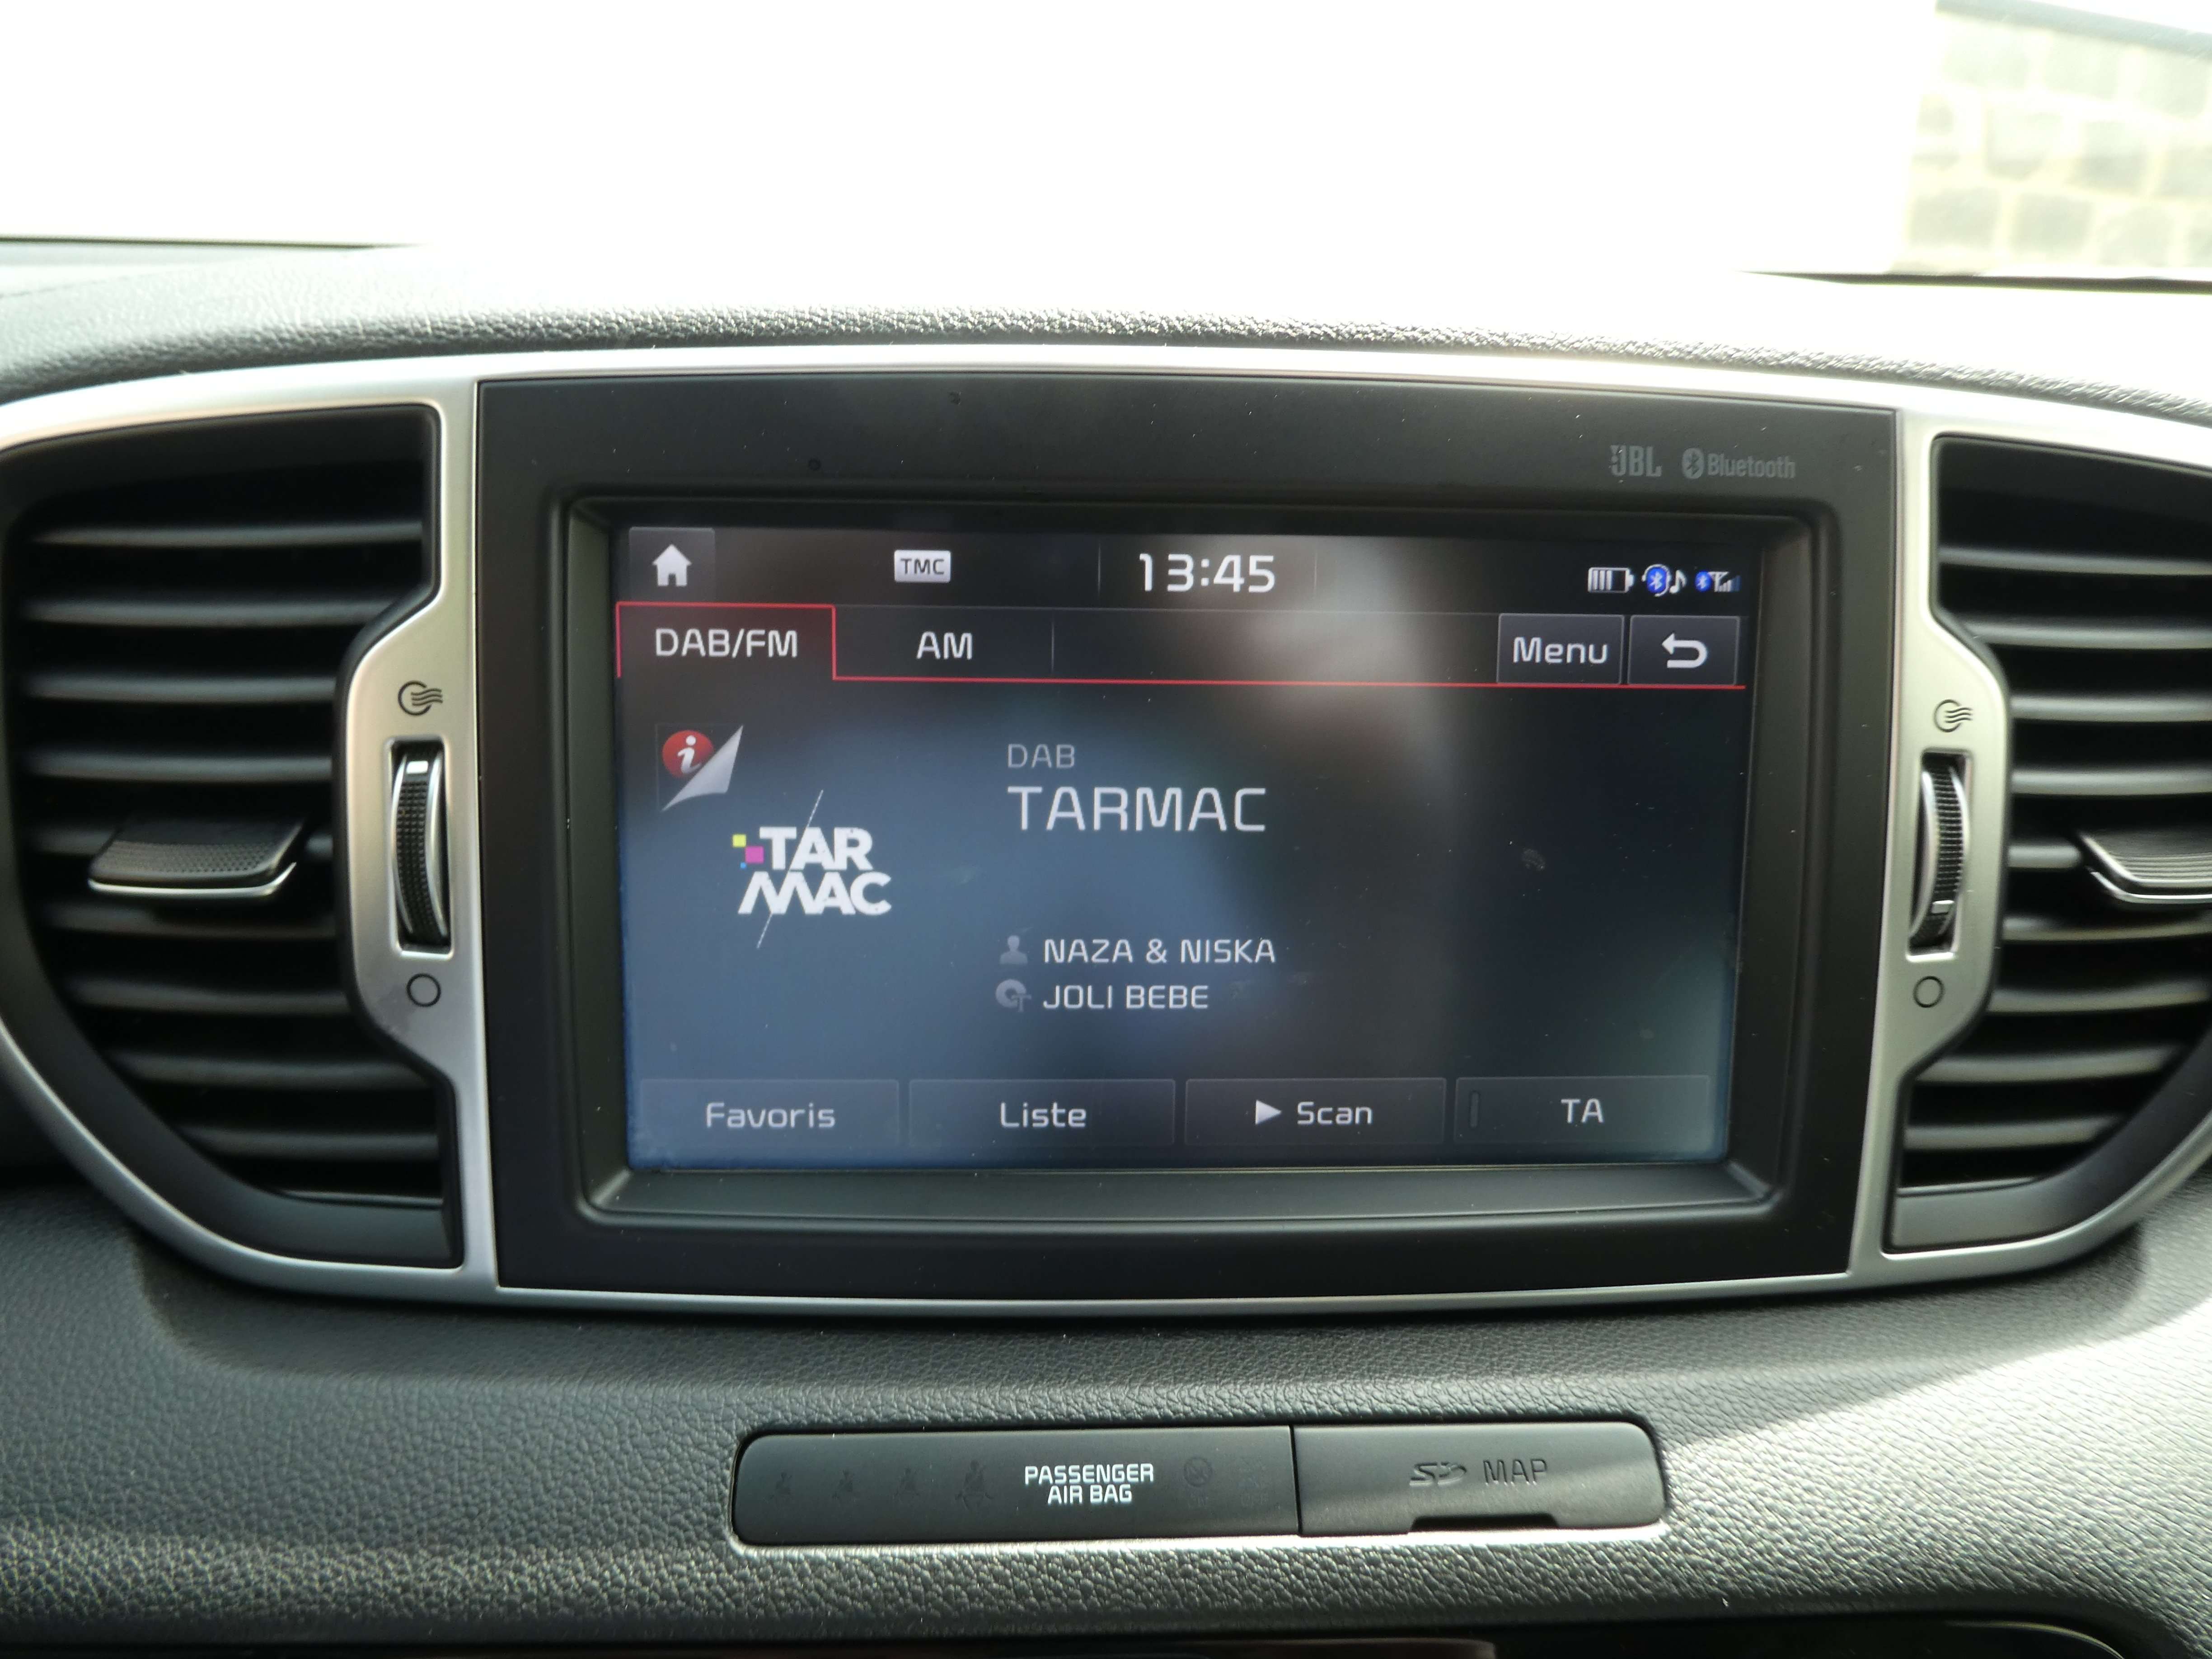 JBL Bluetooth
TMC 13:45
DAB/FM AM Menu
i
DAB
TARMAC
TAR
MAC
NAZA & NISKA
JOLI BEBE
Favoris Liste Scan TA
PASSENGER
AIR BAG
SD MAP